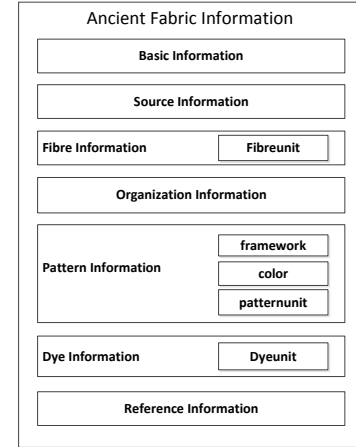 Ancient Fabric Information
Basic Information
Source Information
Fibre Information Fibreunit
Organization Information
framework
Pattern Information color
patternunit
Dye Information Dyeunit
Reference Information